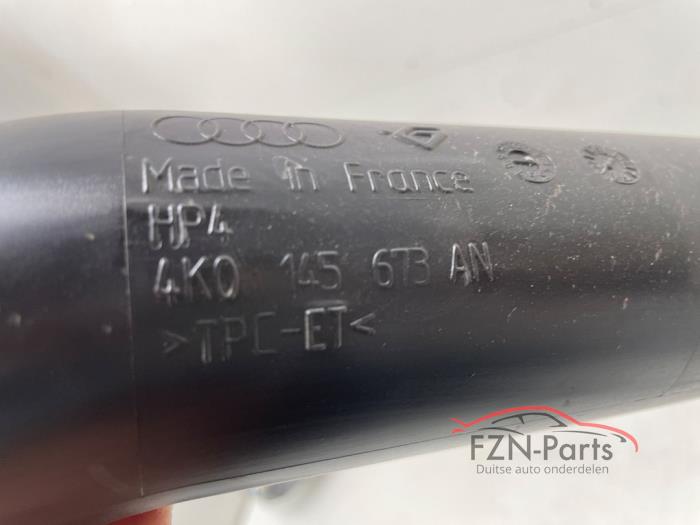 Made in France
HP4
4K0 145 673 AN
>TPC-ET<
FZN-Parts
Duitse auto onderdelen